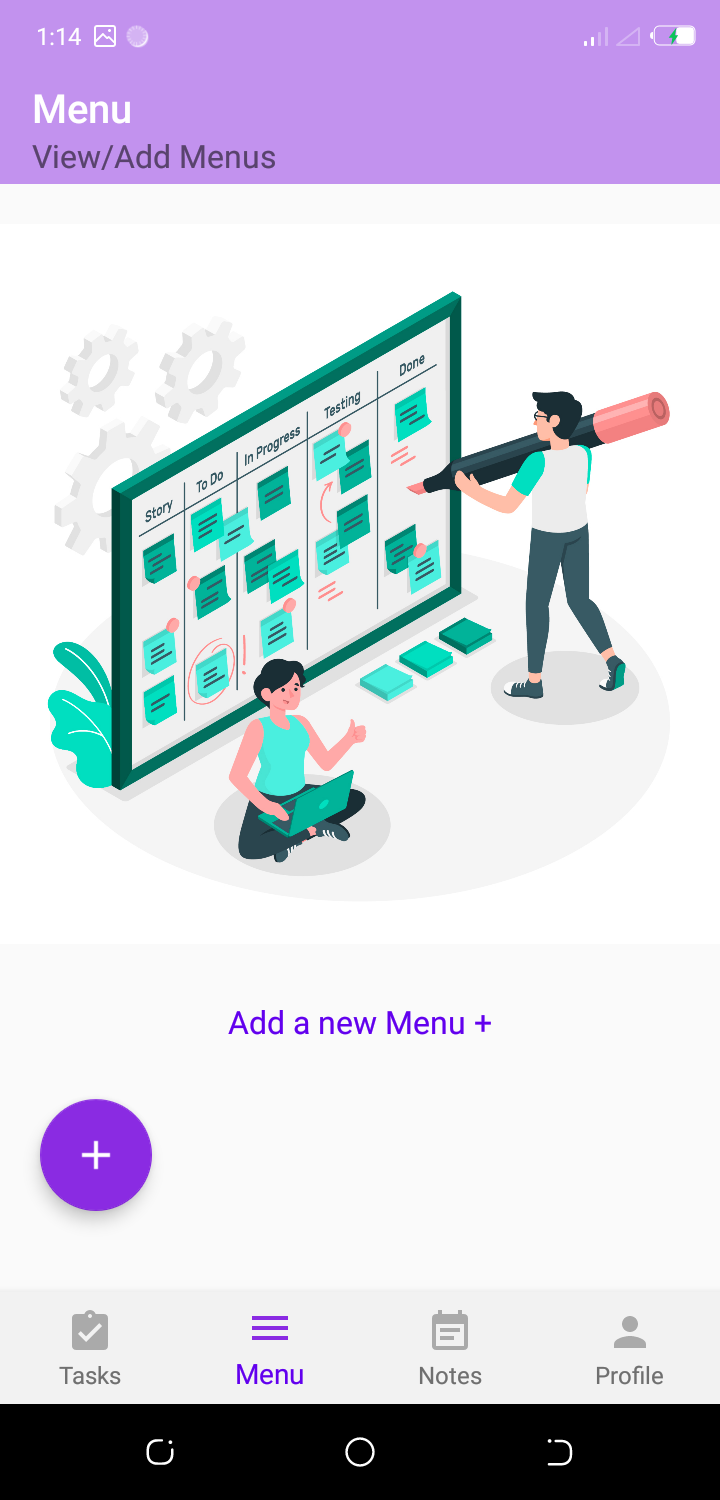 1:14
Menu
View/Add Menus
Story
To Do
In Progress
Testing
Done
Add a new Menu +
+
Tasks
Menu
Notes
Profile